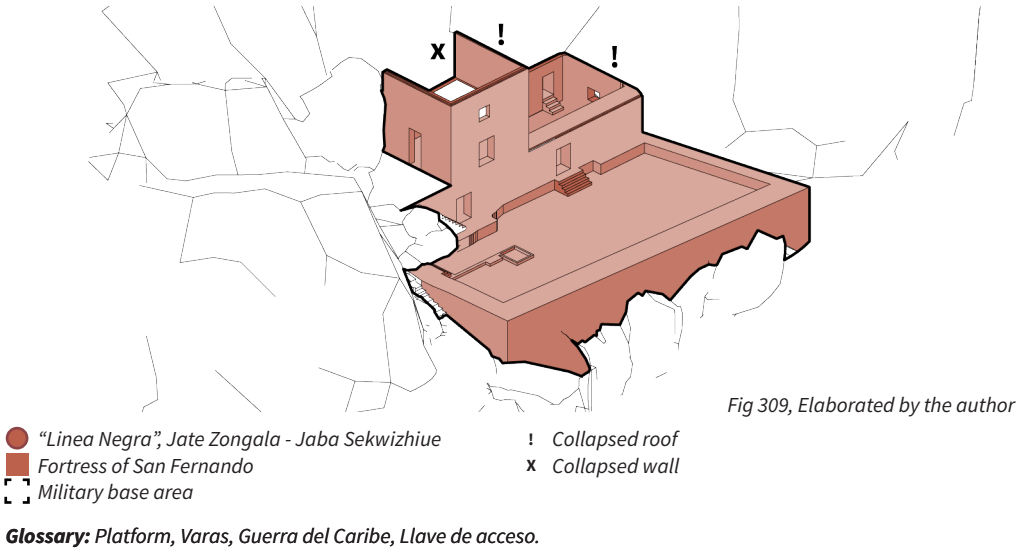 !
x
!
Fig 309, Elaborated by the author
“Linea Negra”, Jate Zongala - Jaba Sekwizhiue
! Collapsed roof
Fortress of San Fernando
x Collapsed wall
Military base area
Glossary: Platform, Varas, Guerra del Caribe, Llave de acceso.